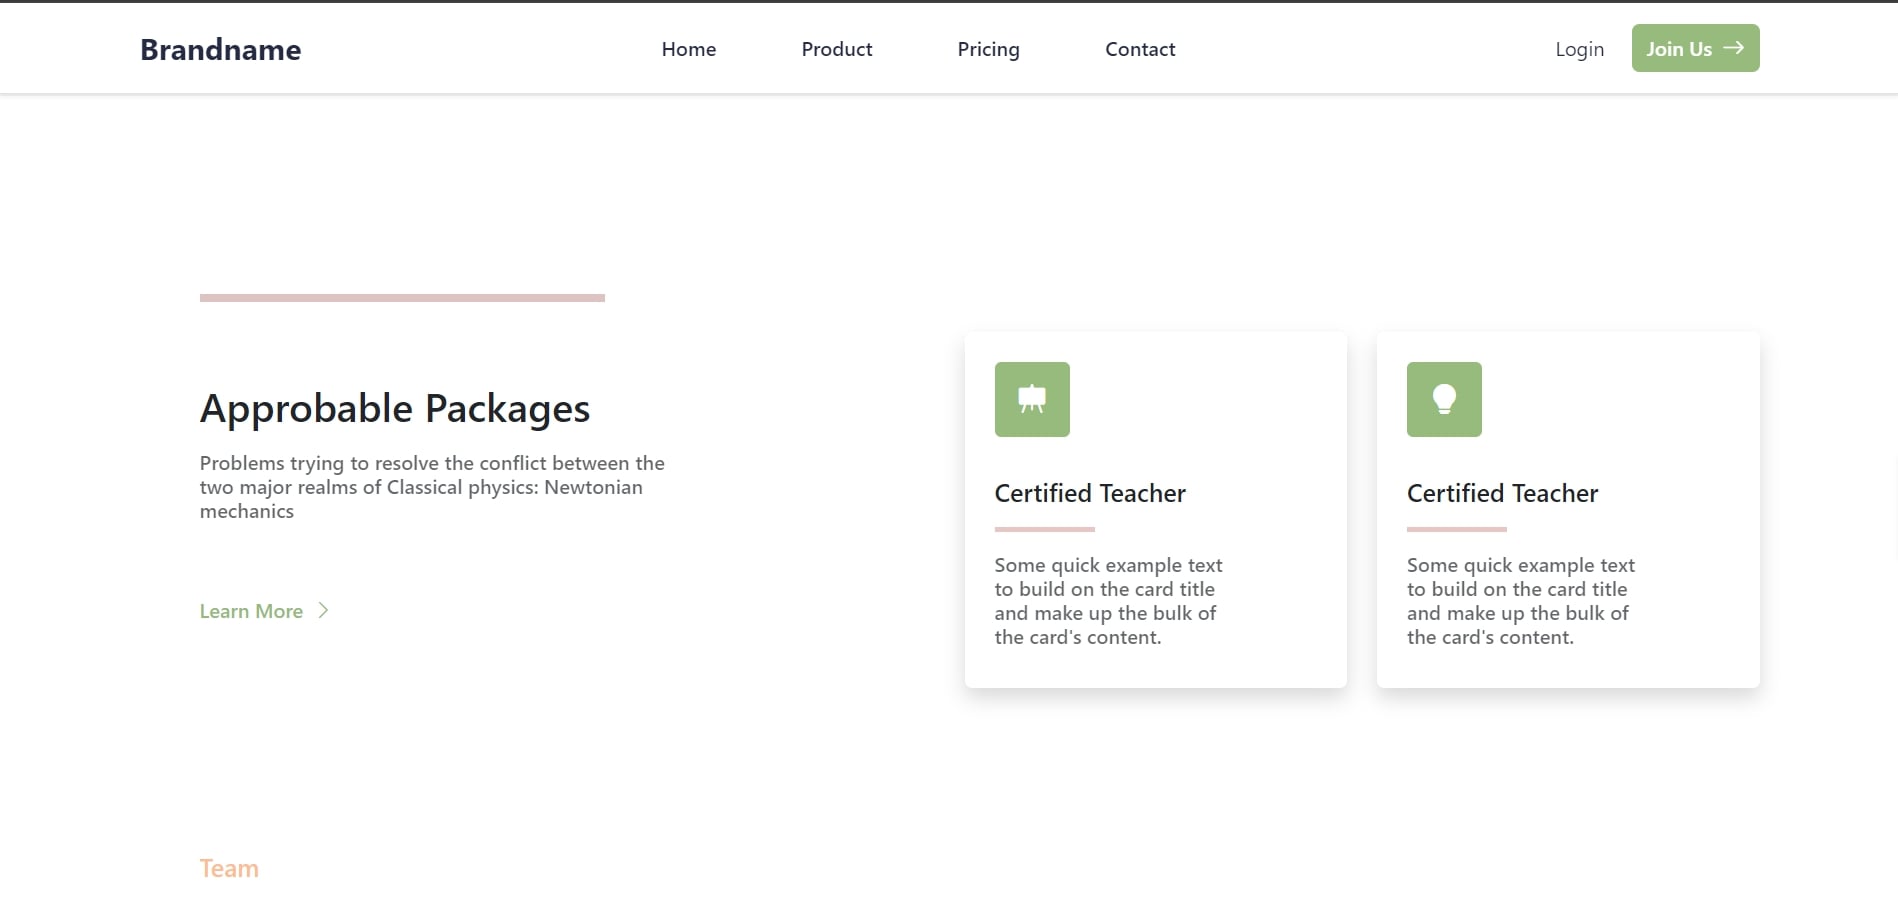 Brandname
Home Product Pricing Contact
Login Join Us
Approbable Packages
Problems trying to resolve the conflict between the
two major realms of Classical physics: Newtonian
mechanics
Learn More
Certified Teacher
Some quick example text
to build on the card title
and make up the bulk of
the card's content.
Certified Teacher
Some quick example text
to build on the card title
and make up the bulk of
the card's content.
Team